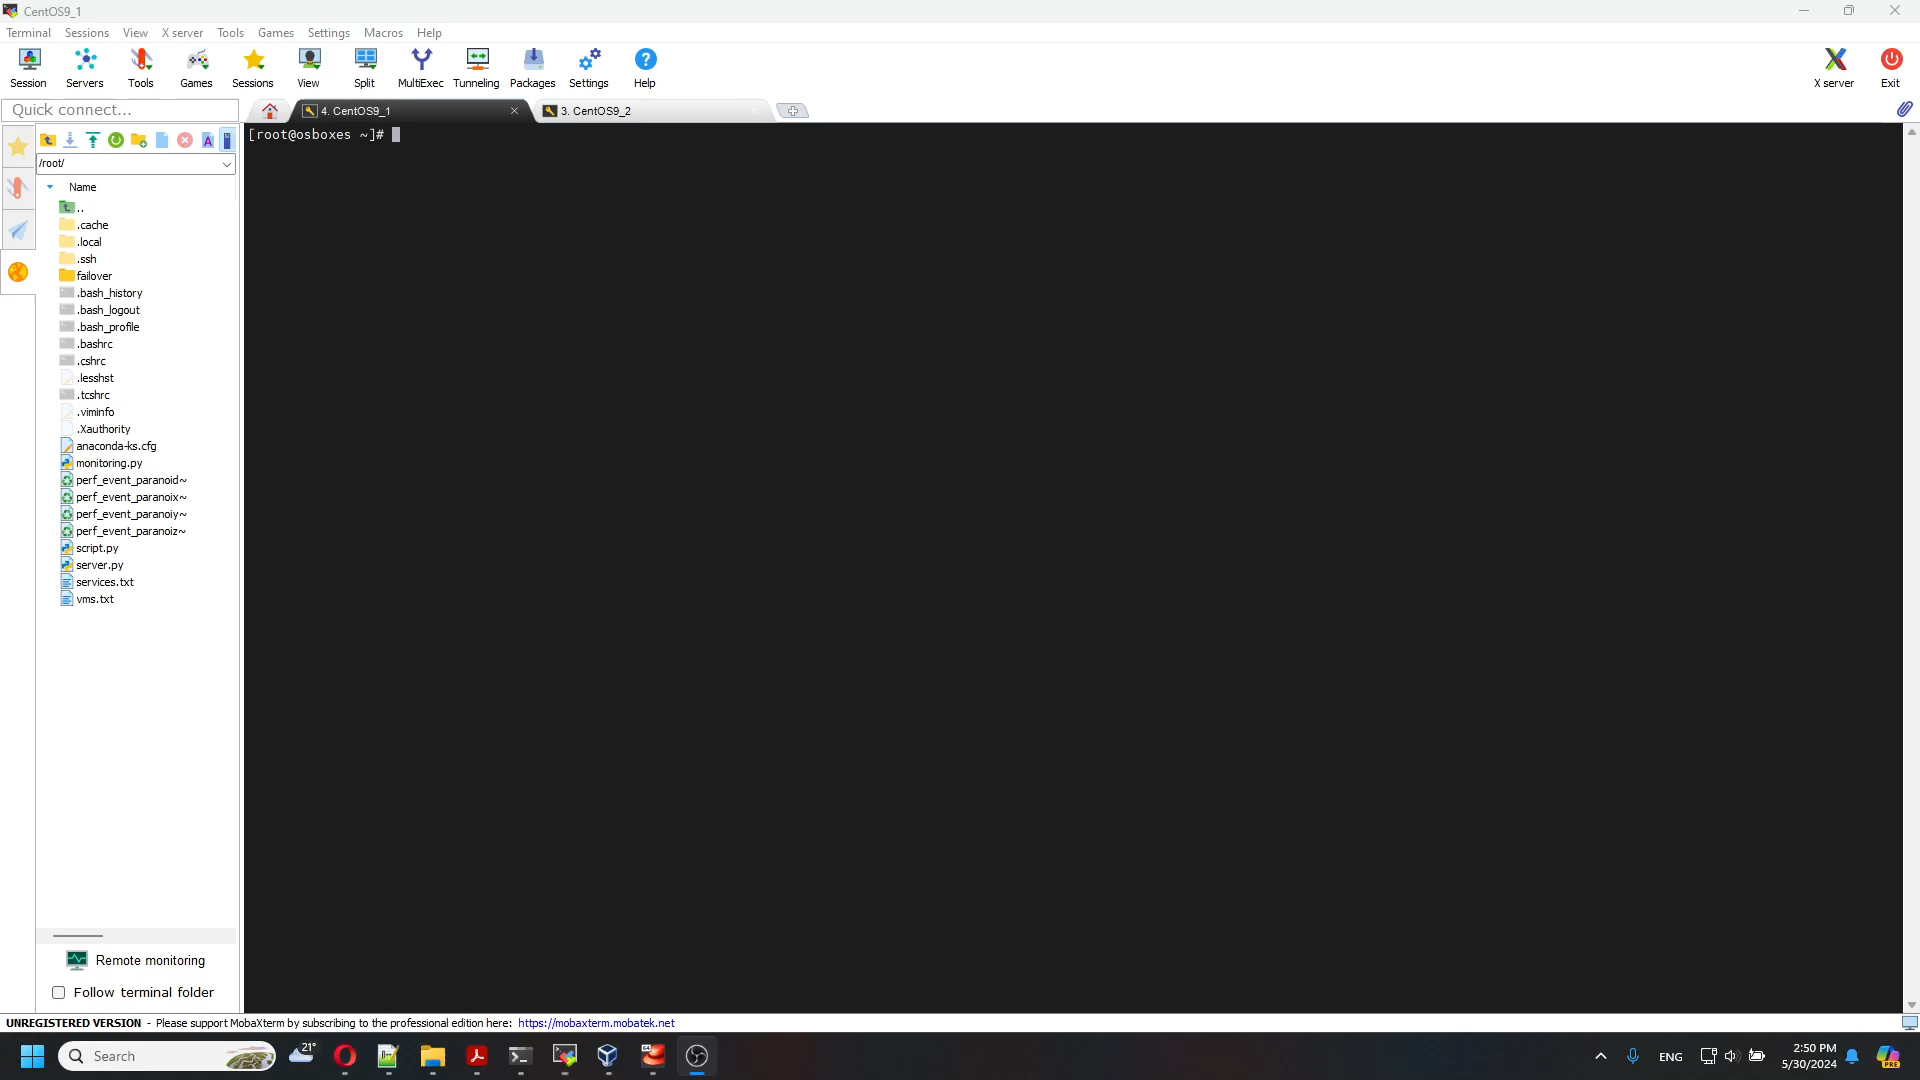 CentOS9_1
Terminal Sessions View X server Tools Games Settings Macros Help
Session Servers Tools Games Sessions View Split MultiExec Tunneling Packages Settings Help X server Exit
Quick connect...
4. CentOS9_1
3. CentOS9_2
[root@osboxes ~]#
/root/
Name
..
.cache
.local
.ssh
failover
.bash_history
.bash_logout
.bash_profile
.bashrc
.cshrc
.lesshst
.tcshrc
.viminfo
.Xauthority
anaconda-ks.cfg
monitoring.py
perf_event_paranoid~
perf_event_paranoix~
perf_event_paranoiy~
perf_event_paranoiz~
script.py
server.py
services.txt
vms.txt
Remote monitoring
Follow terminal folder
UNREGISTERED VERSION - Please support MobaXterm by subscribing to the professional edition here: https://mobaxterm.mobatek.net
Search
21°
ENG
2:50 PM
5/30/2024
PRE